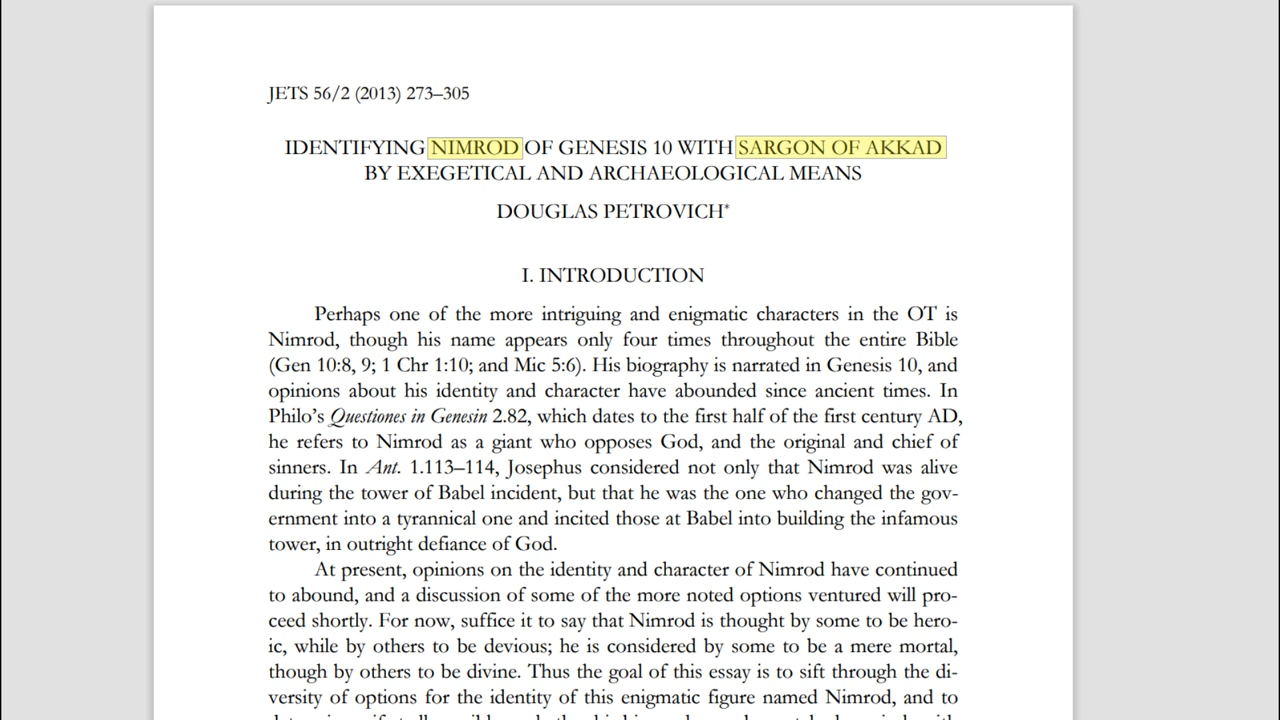 JETS 56/2 (2013) 273–305
IDENTIFYING NIMROD OF GENESIS 10 WITH SARGON OF AKKAD
BY EXEGETICAL AND ARCHAEOLOGICAL MEANS
DOUGLAS PETROVICH*
I. INTRODUCTION
Perhaps one of the more intriguing and enigmatic characters in the OT is
Nimrod, though his name appears only four times throughout the entire Bible
(Gen 10:8, 9; 1 Chr 1:10; and Mic 5:6). His biography is narrated in Genesis 10, and
opinions about his identity and character have abounded since ancient times. In
Philo’s Questiones in Genesin 2.82, which dates to the first half of the first century AD,
he refers to Nimrod as a giant who opposes God, and the original and chief of
sinners. In Ant. 1.113–114, Josephus considered not only that Nimrod was alive
during the tower of Babel incident, but that he was the one who changed the gov-
ernment into a tyrannical one and incited those at Babel into building the infamous
tower, in outright defiance of God.
At present, opinions on the identity and character of Nimrod have continued
to abound, and a discussion of some of the more noted options ventured will pro-
ceed shortly. For now, suffice it to say that Nimrod is thought by some to be hero-
ic, while by others to be devious; he is considered by some to be a mere mortal,
though by others to be divine. Thus the goal of this essay is to sift through the di-
versity of options for the identity of this enigmatic figure named Nimrod, and to